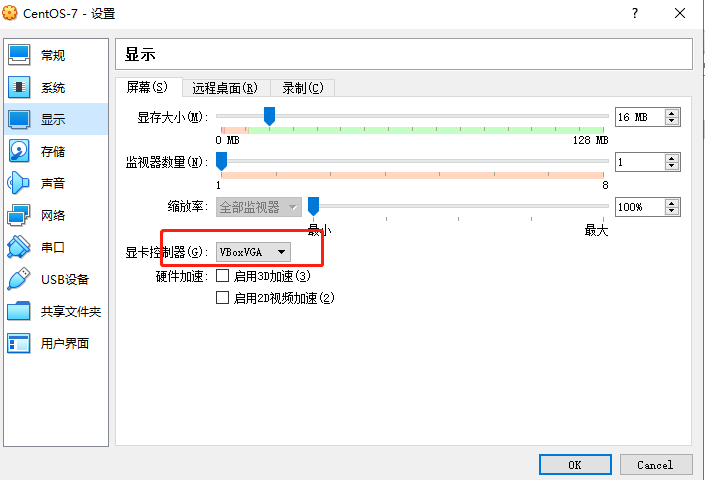 CentOS-7 - 设置
?
常规
系统
显示
存储
声音
网络
串口
USB设备
共享文件夹
用户界面
显示
屏幕(S) 远程桌面(R) 录制(C)
显存大小(M): 16 MB
0 MB 128 MB
监视器数量(N): 1
1 8
缩放率: 全部监视器 100%
最小 最大
显卡控制器(G): VBoxVGA
硬件加速: 启用3D加速(3)
启用2D视频加速(2)
OK Cancel